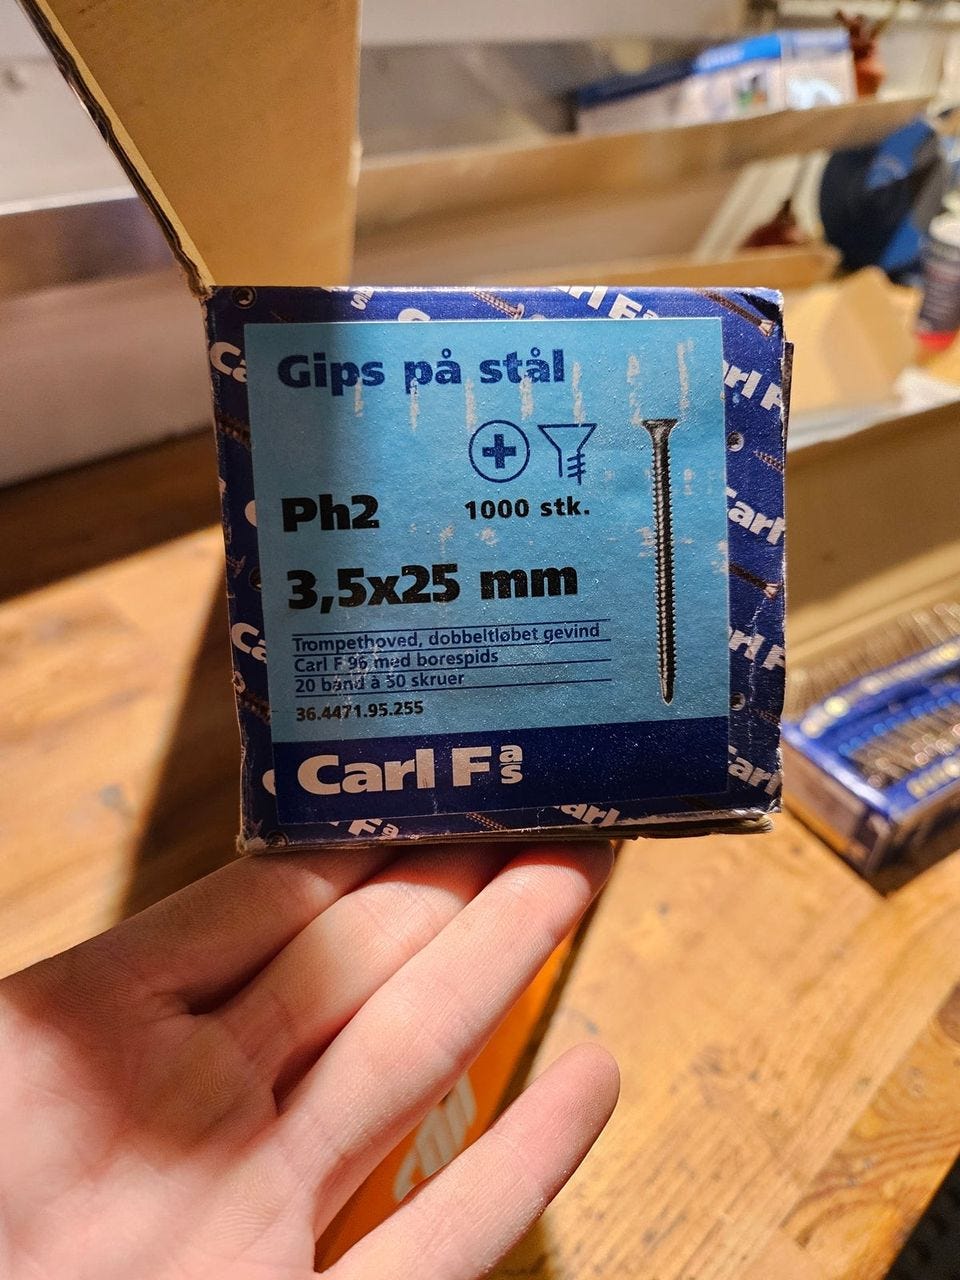 Gips på stål
Ph2
1000 stk.
3,5x25 mm
Trompethoved, dobbeltløbet gevind
Carl F 96 med borespids
20 bånd à 50 skruer
36.4471.95.255
Carl F as